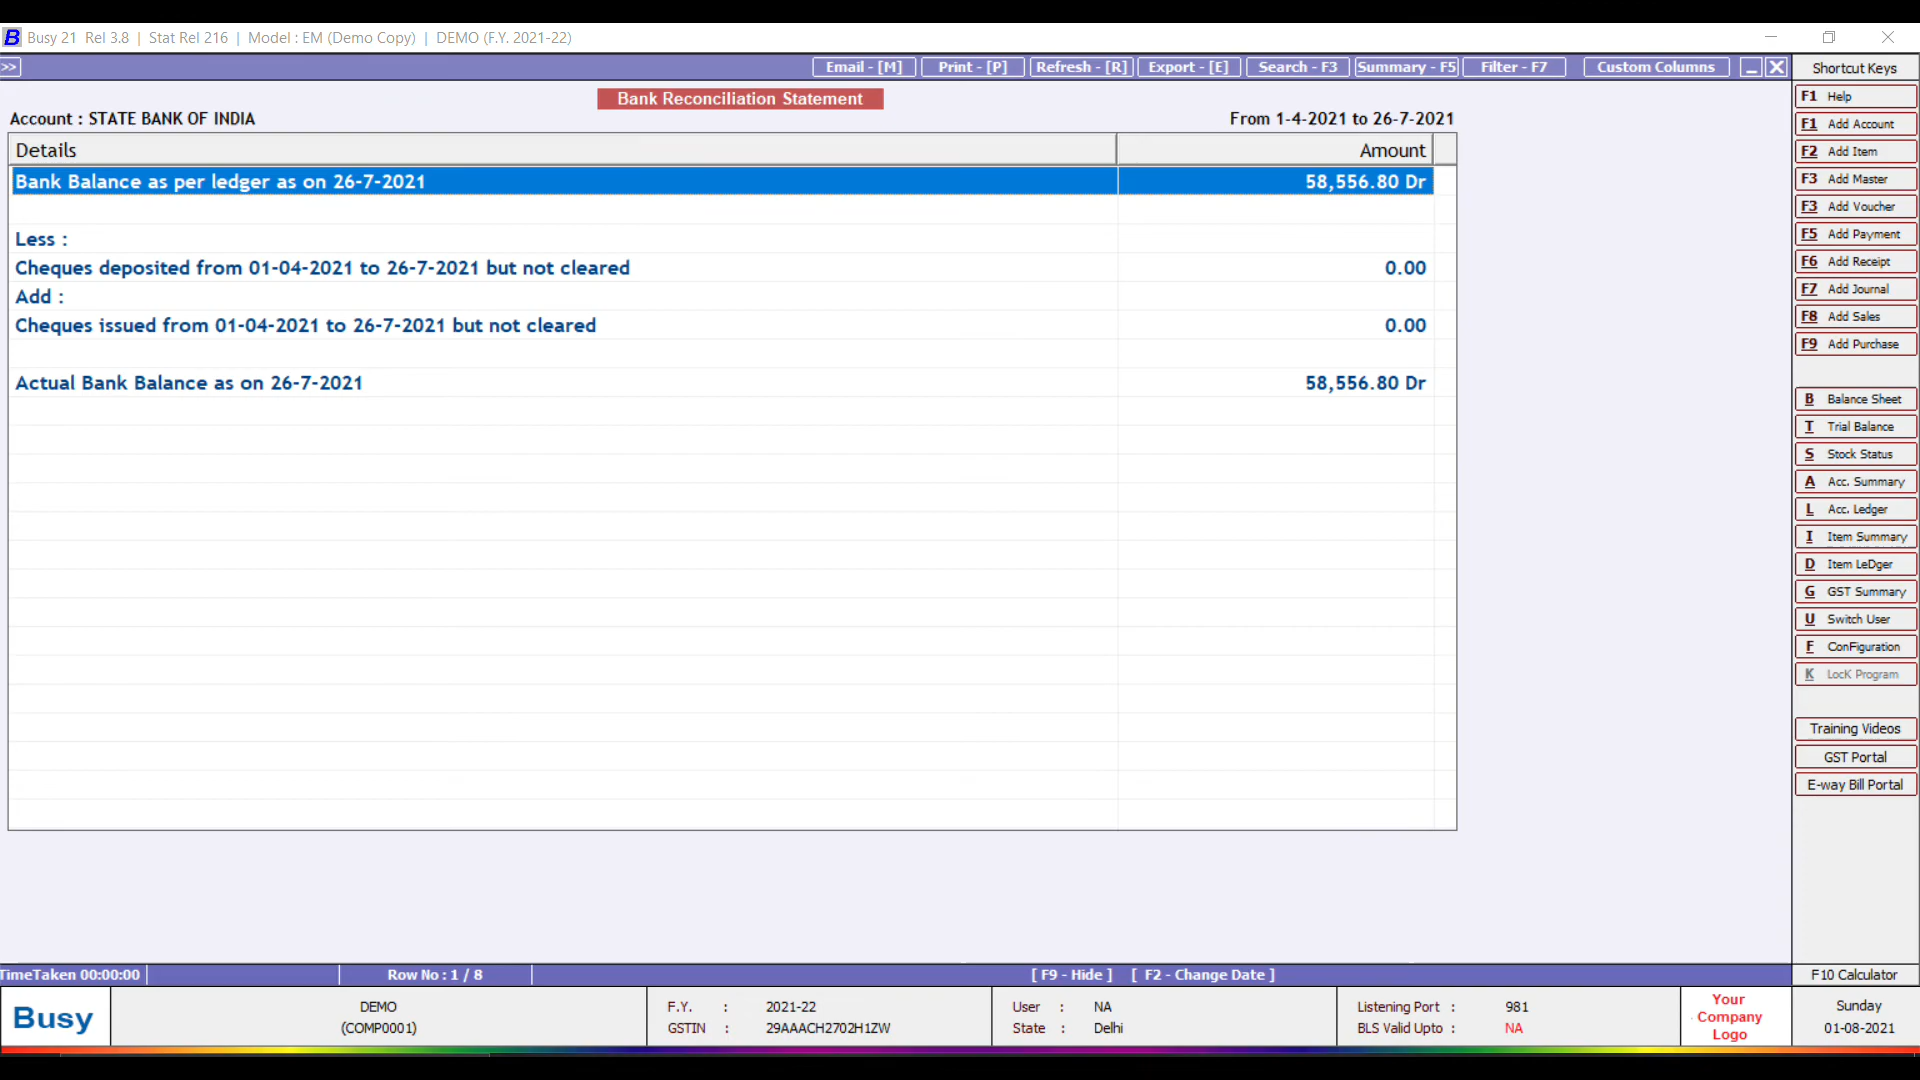 B Busy 21 Rel 3.8 | Stat Rel 216 | Model : EM (Demo Copy) | DEMO (F.Y. 2021-22)
>> Email - [M] Print - [P] Refresh - [R] Export - [E] Search - F3 Summary - F5 Filter - F7 Custom Columns
Bank Reconciliation Statement
Account : STATE BANK OF INDIA From 1-4-2021 to 26-7-2021
Details Amount
Bank Balance as per ledger as on 26-7-2021 58,556.80 Dr
Less :
Cheques deposited from 01-04-2021 to 26-7-2021 but not cleared 0.00
Add :
Cheques issued from 01-04-2021 to 26-7-2021 but not cleared 0.00
Actual Bank Balance as on 26-7-2021 58,556.80 Dr
Shortcut Keys
F1 Help
F1 Add Account
F2 Add Item
F3 Add Master
F3 Add Voucher
F5 Add Payment
F6 Add Receipt
F7 Add Journal
F8 Add Sales
F9 Add Purchase
B Balance Sheet
T Trial Balance
S Stock Status
A Acc. Summary
L Acc. Ledger
I Item Summary
D Item LeDger
G GST Summary
U Switch User
F ConFiguration
K LocK Program
Training Videos
GST Portal
E-way Bill Portal
TimeTaken 00:00:00 Row No : 1 / 8 [ F9 - Hide ] [ F2 - Change Date ] F10 Calculator
Busy
DEMO
(COMP0001)
F.Y. : 2021-22
GSTIN : 29AAACH2702H1ZW
User : NA
State : Delhi
Listening Port : 981
BLS Valid Upto : NA
Your
Company
Logo
Sunday
01-08-2021